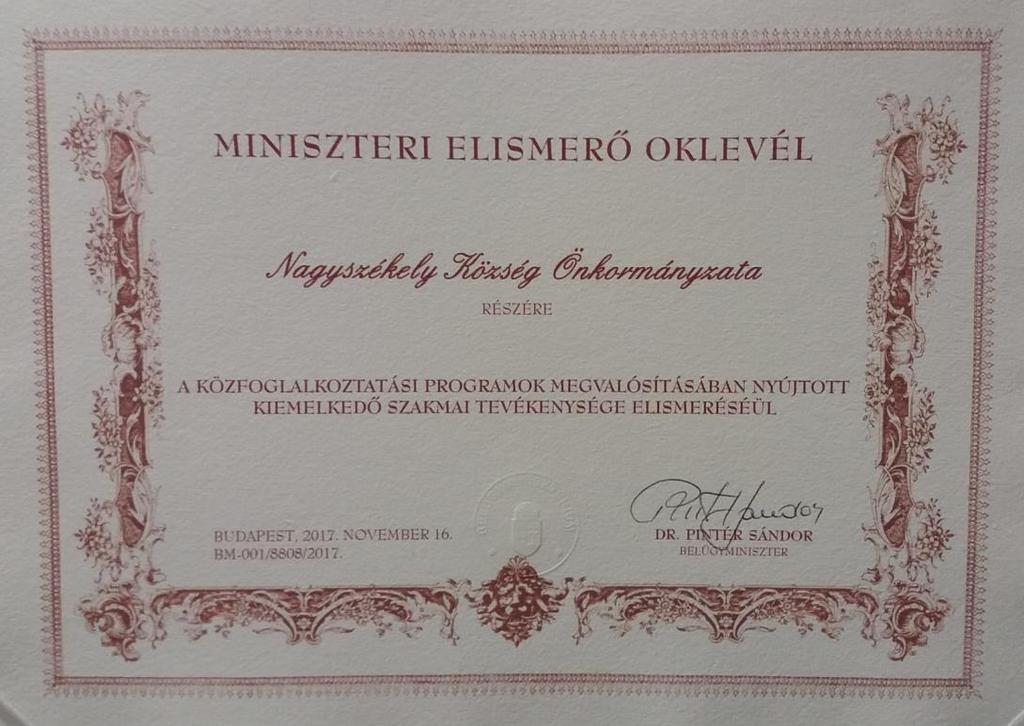 MINISZTERI ELISMERŐ OKLEVÉL
Nagyszékely Község Önkormányzata
RÉSZÉRE
A KÖZFOGLALKOZTATÁSI PROGRAMOK MEGVALÓSÍTÁSÁBAN NYÚJTOTT
KIEMELKEDŐ SZAKMAI TEVÉKENYSÉGE ELISMERÉSÉÜL
BUDAPEST, 2017. NOVEMBER 16.
BM-001/8808/2017.
DR. PINTÉR SÁNDOR
BELÜGYMINISZTER